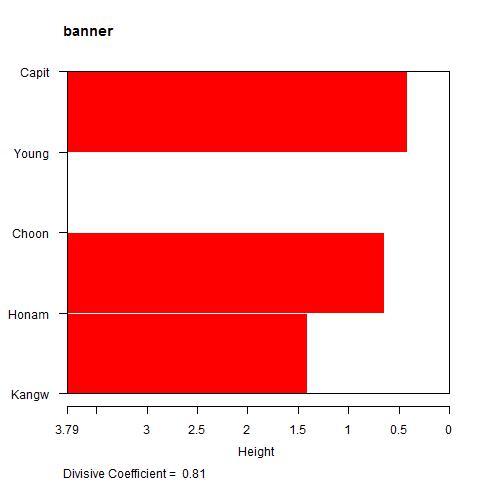 banner
Capit
Young
Choon
Honam
Kangw
3.79 3 2.5 2 1.5 1 0.5 0
Height
Divisive Coefficient = 0.81